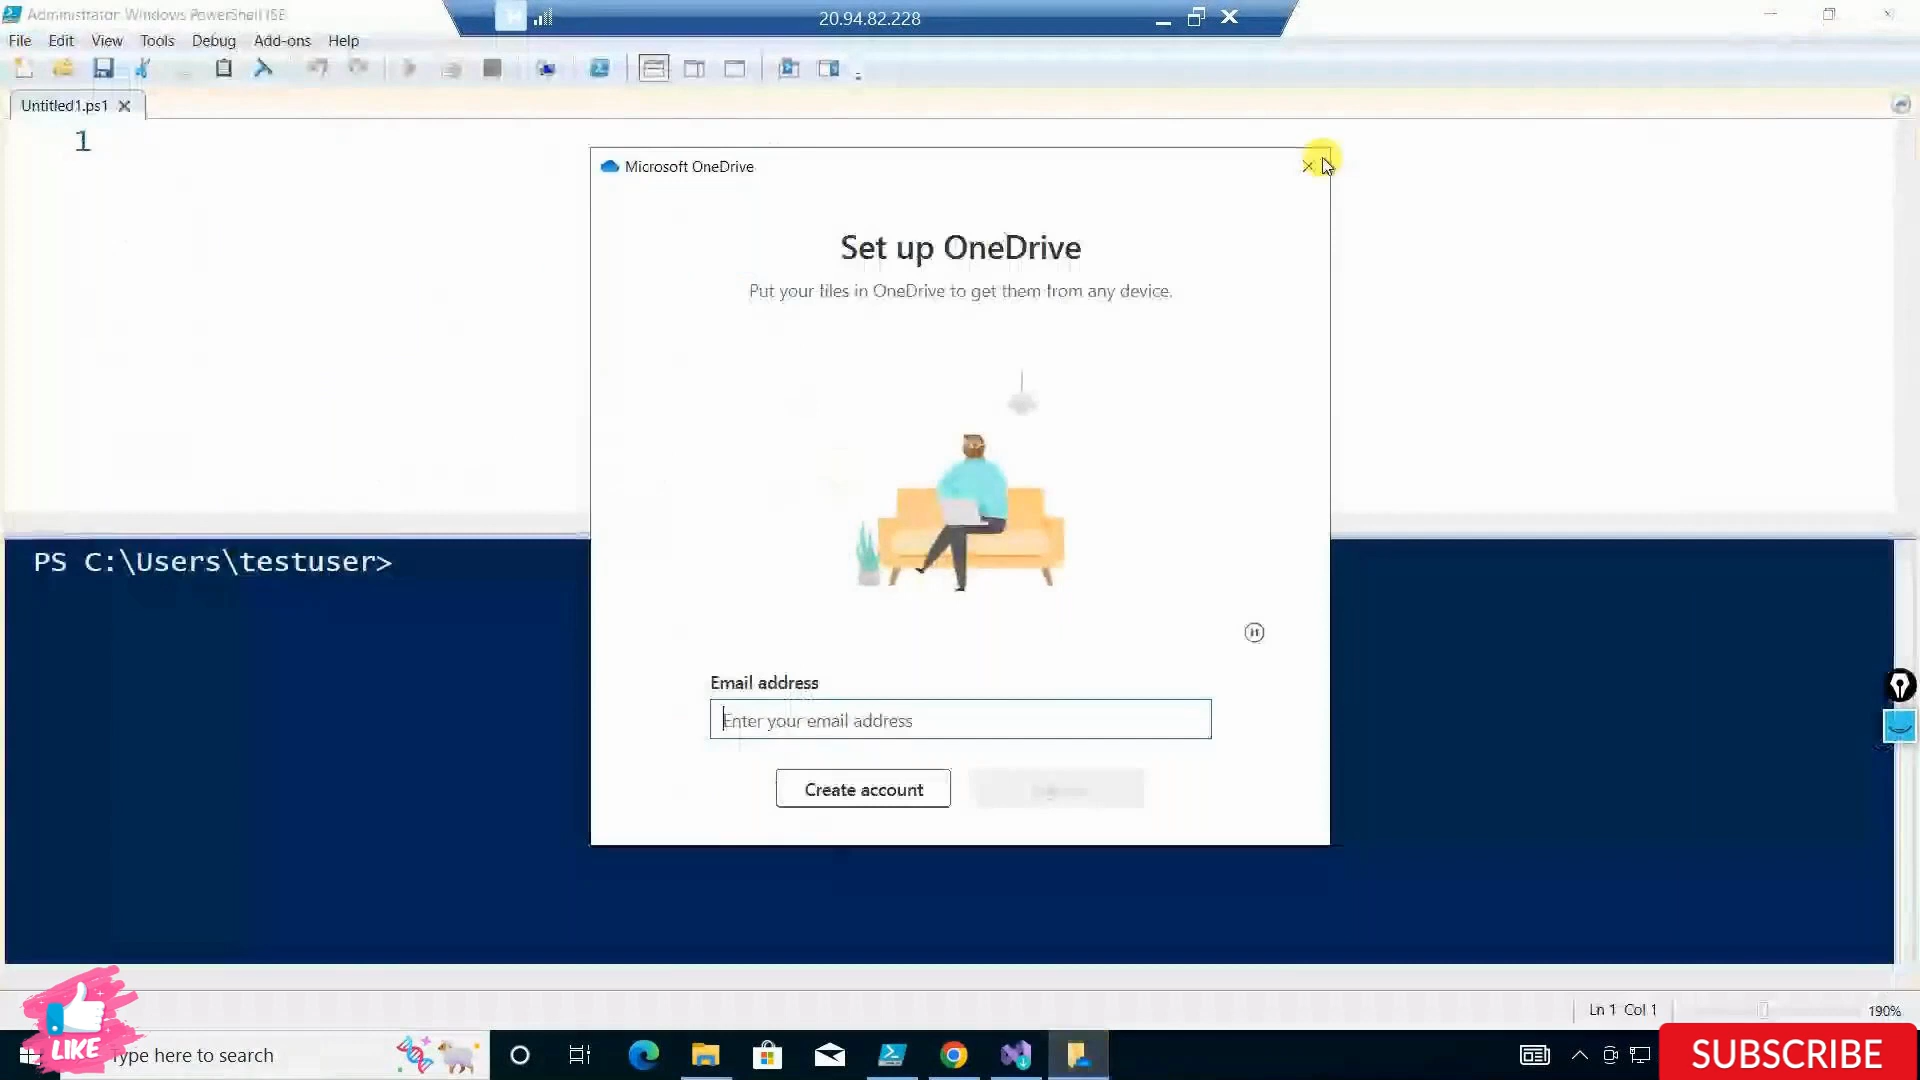 Administrator: Windows PowerShell ISE
20.94.82.228
File Edit View Tools Debug Add-ons Help
Untitled1.ps1
1
Microsoft OneDrive
Set up OneDrive
Put your files in OneDrive to get them from any device.
PS C:\Users\testuser>
Email address
Enter your email address
Create account
Ln 1 Col 1
190%
LIKE
Type here to search
SUBSCRIBE